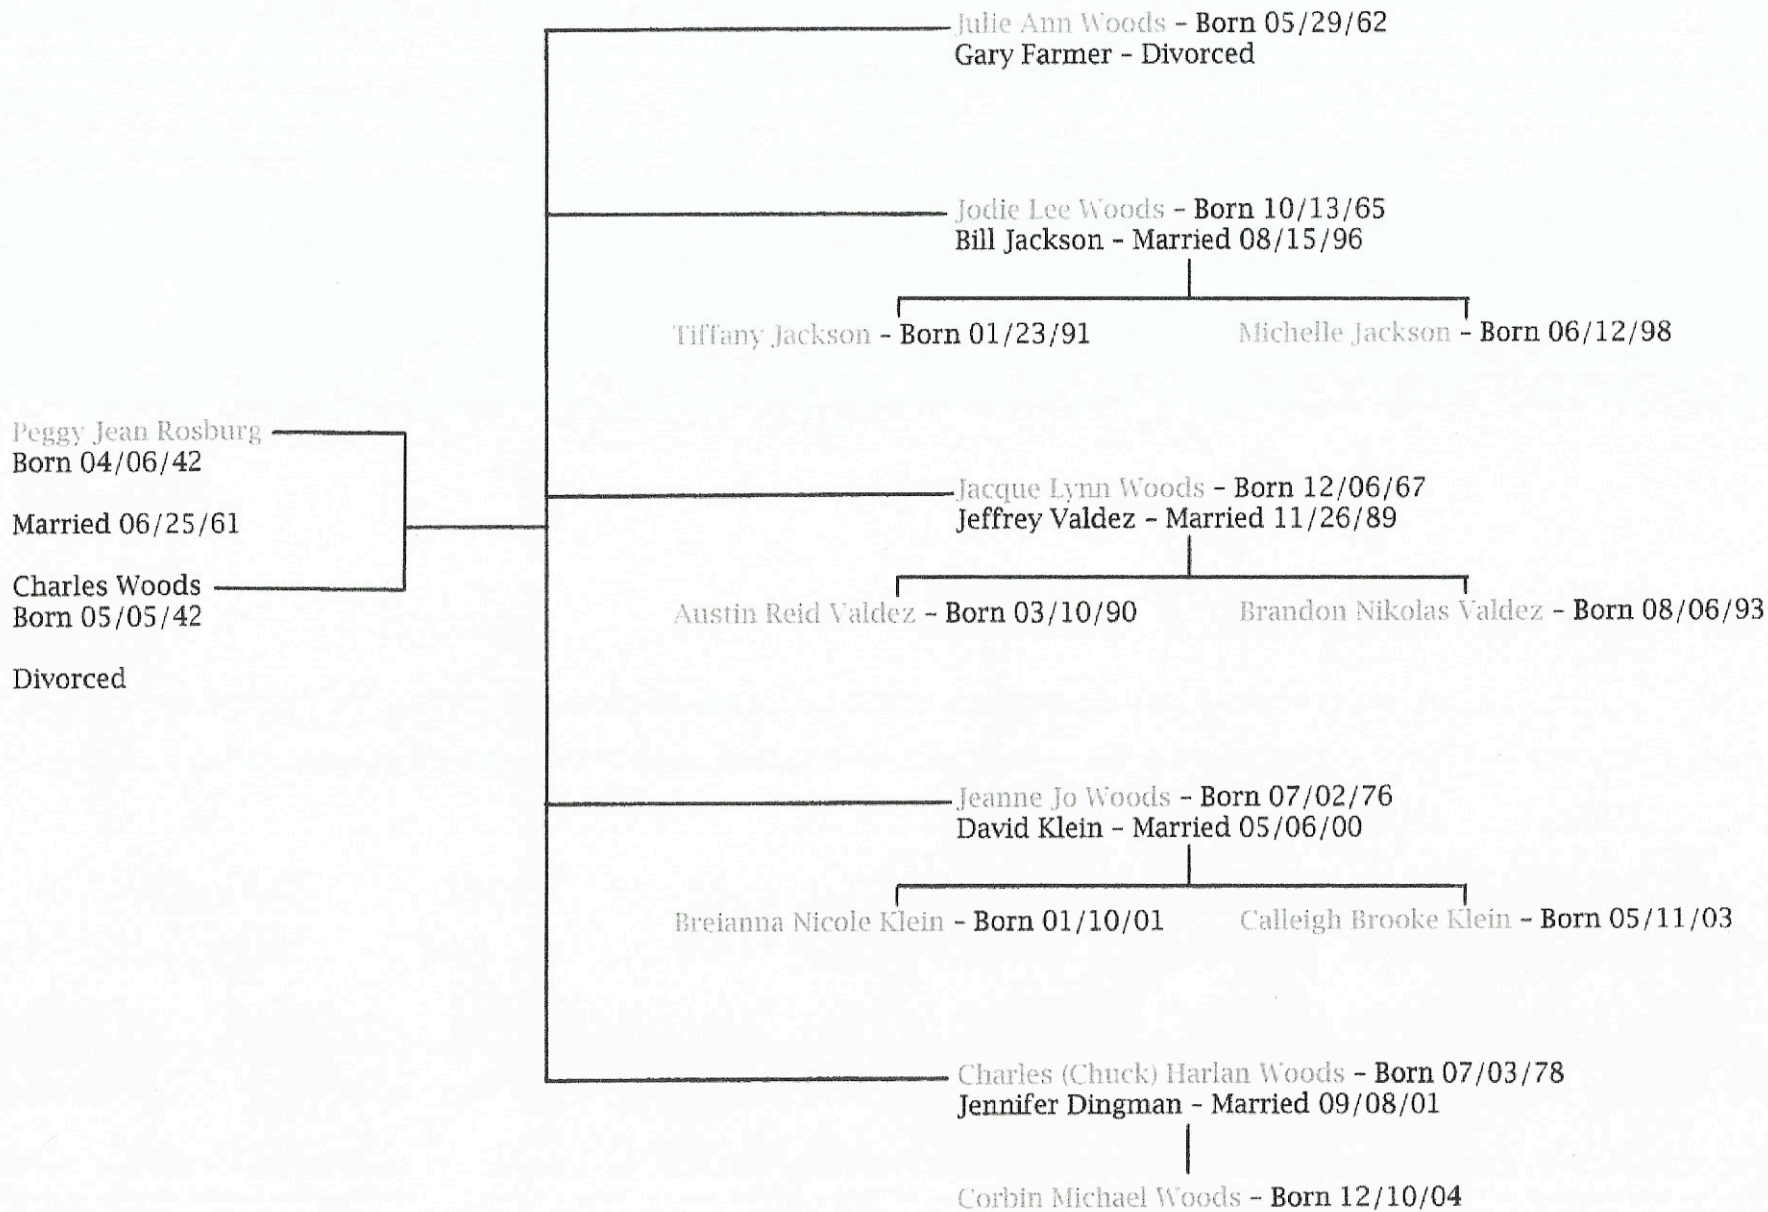 Julie Ann Woods – Born 05/29/62
Gary Farmer – Divorced
Jodie Lee Woods – Born 10/13/65
Bill Jackson – Married 08/15/96
Tiffany Jackson – Born 01/23/91
Michelle Jackson – Born 06/12/98
Peggy Jean Rosburg
Born 04/06/42
Married 06/25/61
Charles Woods
Born 05/05/42
Divorced
Jacque Lynn Woods – Born 12/06/67
Jeffrey Valdez – Married 11/26/89
Austin Reid Valdez – Born 03/10/90
Brandon Nikolas Valdez – Born 08/06/93
Jeanne Jo Woods – Born 07/02/76
David Klein – Married 05/06/00
Breianna Nicole Klein – Born 01/10/01
Calleigh Brooke Klein – Born 05/11/03
Charles (Chuck) Harlan Woods – Born 07/03/78
Jennifer Dingman – Married 09/08/01
Corbin Michael Woods – Born 12/10/04